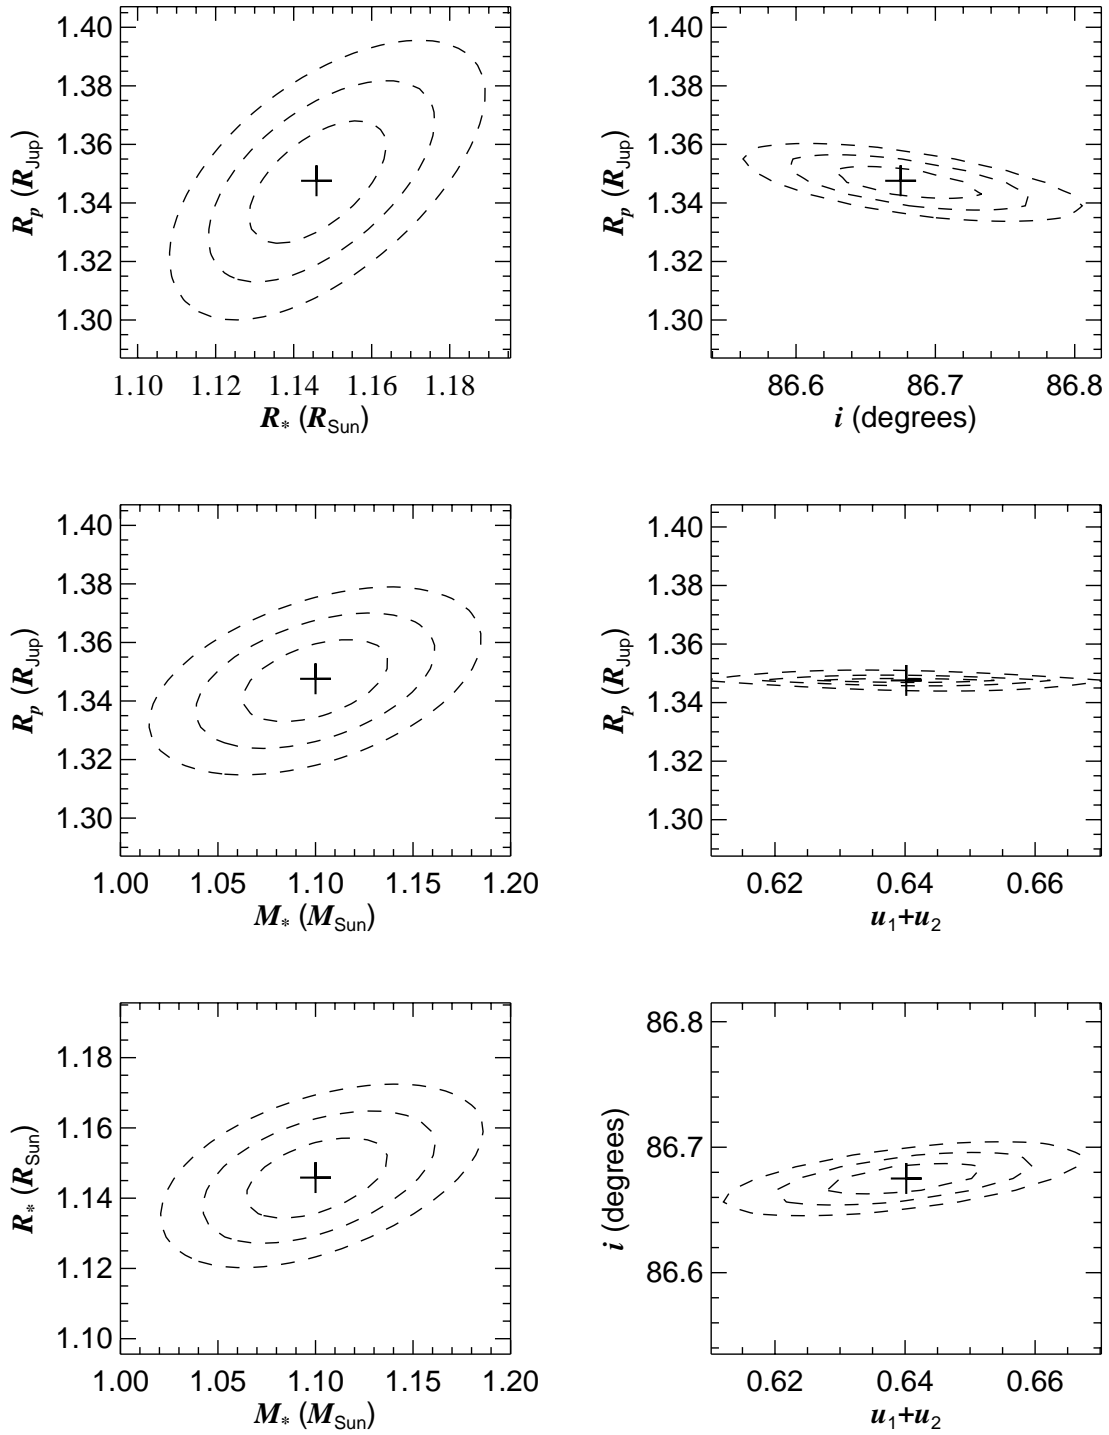 1.40
1.38
1.36
1.34
1.32
1.30
R_p (R_Jup)
1.10 1.12 1.14 1.16 1.18
R_* (R_Sun)
1.40
1.38
1.36
1.34
1.32
1.30
R_p (R_Jup)
86.6 86.7 86.8
i (degrees)
1.40
1.38
1.36
1.34
1.32
1.30
R_p (R_Jup)
1.00 1.05 1.10 1.15 1.20
M_* (M_Sun)
1.40
1.38
1.36
1.34
1.32
1.30
R_p (R_Jup)
0.62 0.64 0.66
u_1+u_2
1.18
1.16
1.14
1.12
1.10
R_* (R_Sun)
1.00 1.05 1.10 1.15 1.20
M_* (M_Sun)
86.8
86.7
86.6
i (degrees)
0.62 0.64 0.66
u_1+u_2